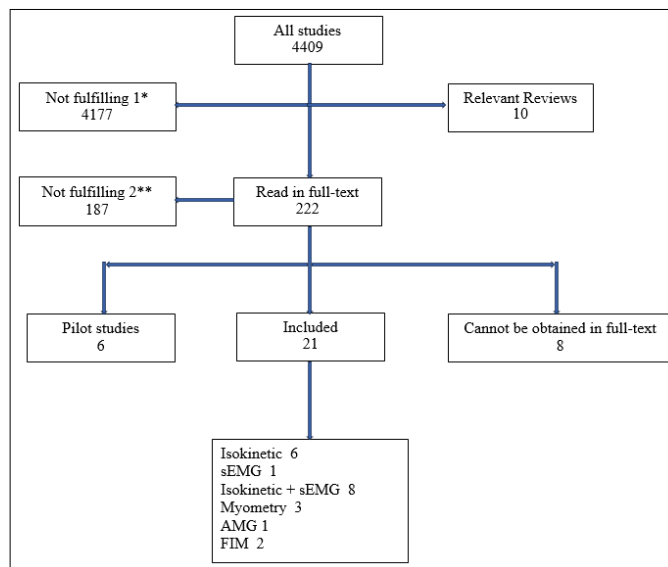 All studies
4409
Not fulfilling 1*
4177
Relevant Reviews
10
Not fulfilling 2**
187
Read in full-text
222
Pilot studies
6
Included
21
Cannot be obtained in full-text
8
Isokinetic 6
sEMG 1
Isokinetic + sEMG 8
Myometry 3
AMG 1
FIM 2